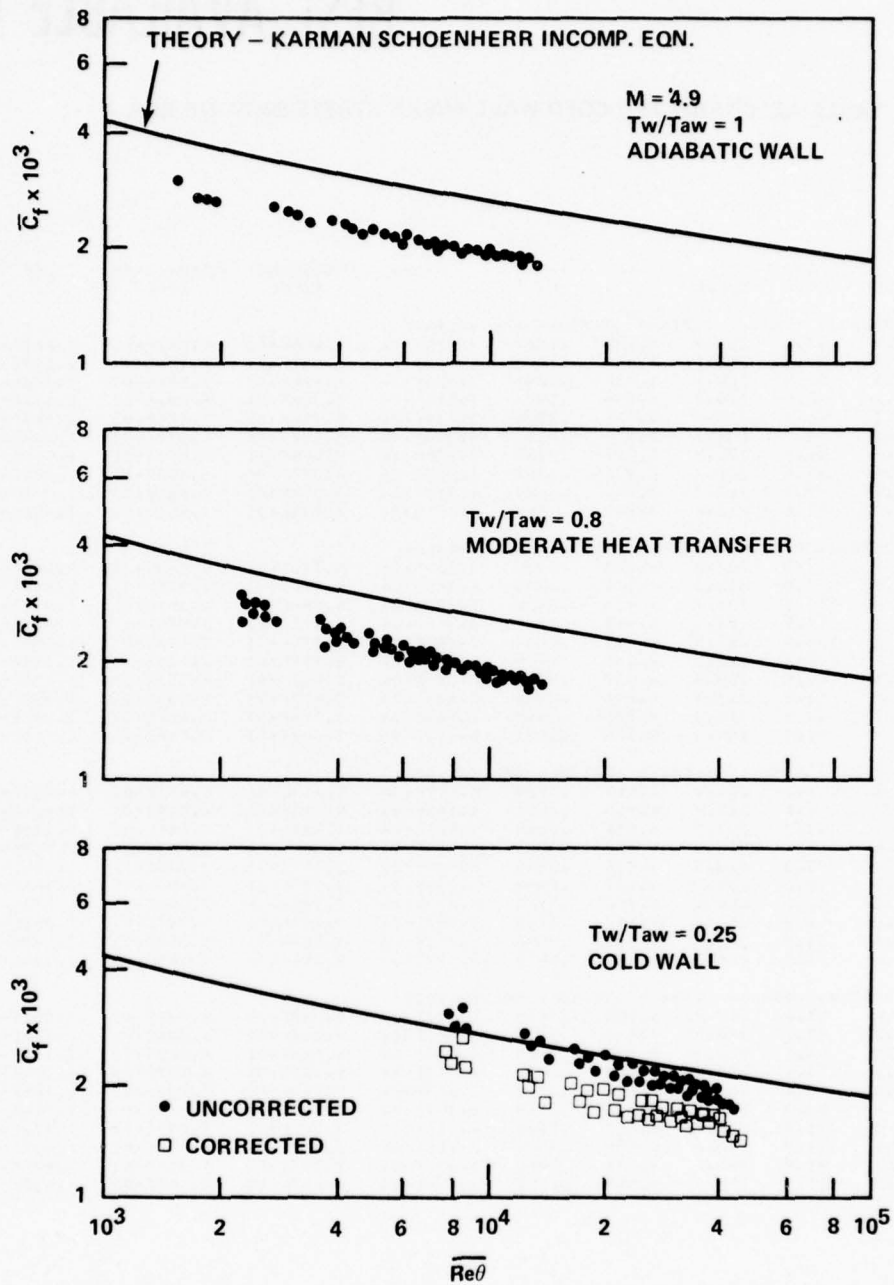 8
6
THEORY – KARMAN SCHOENHERR INCOMP. EQN.
M = 4.9
Tw/Taw = 1
ADIABATIC WALL
4
C̅f x 10³
2
1
8
6
Tw/Taw = 0.8
MODERATE HEAT TRANSFER
4
C̅f x 10³
2
1
8
6
Tw/Taw = 0.25
COLD WALL
4
C̅f x 10³
2
● UNCORRECTED
□ CORRECTED
1
10³ 2 4 6 8 10⁴ 2 4 6 8 10⁵
R̅e̅θ̅